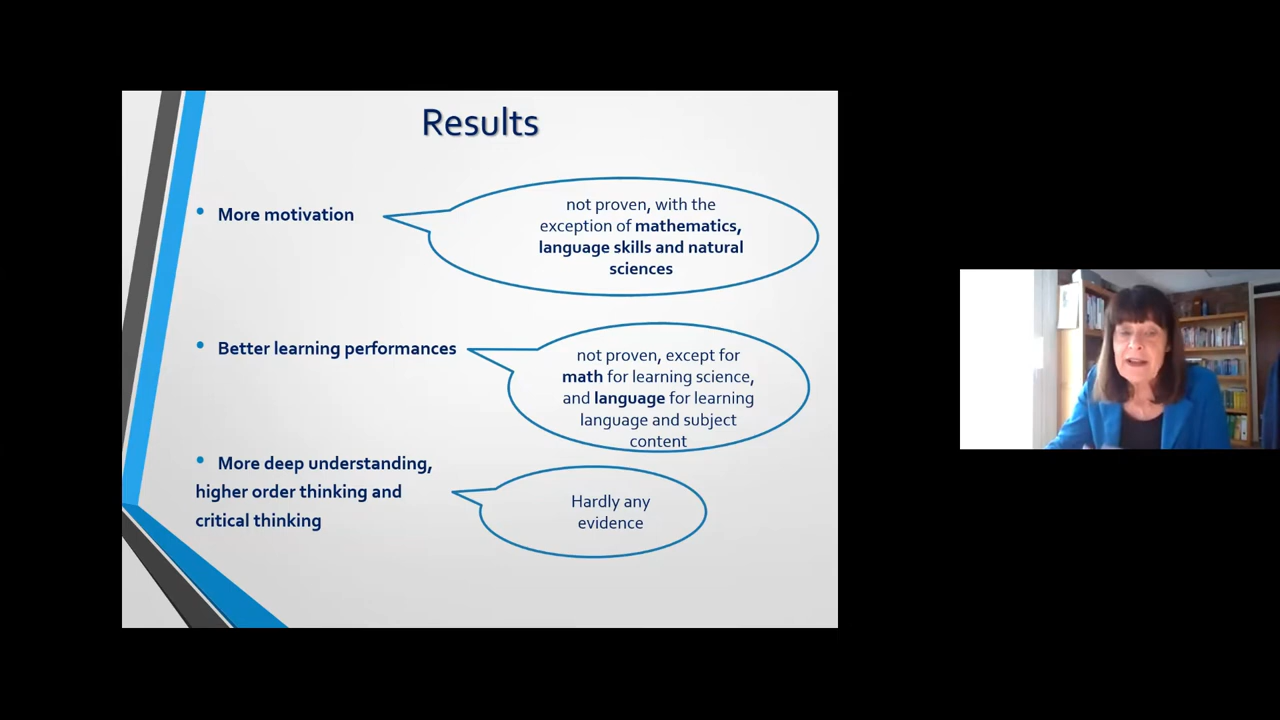 Results
• More motivation
not proven, with the
exception of mathematics,
language skills and natural
sciences
• Better learning performances
not proven, except for
math for learning science,
and language for learning
language and subject
content
• More deep understanding,
higher order thinking and
critical thinking
Hardly any
evidence